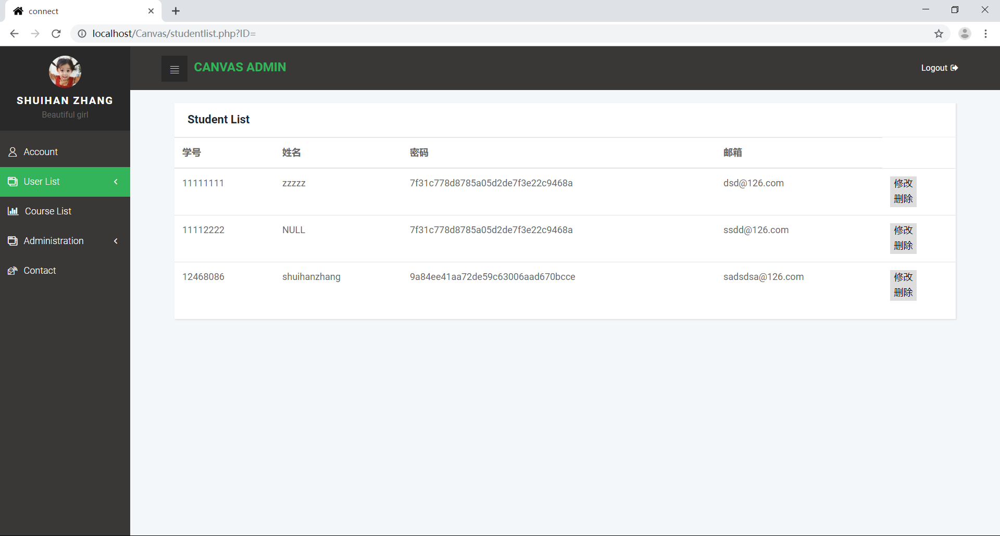 connect
localhost/Canvas/studentlist.php?ID=
SHUIHAN ZHANG
Beautiful girl
Account
User List
Course List
Administration
Contact
CANVAS ADMIN
Logout
Student List
学号 姓名 密码 邮箱
11111111 zzzzz 7f31c778d8785a05d2de7f3e22c9468a dsd@126.com 修改
删除
11112222 NULL 7f31c778d8785a05d2de7f3e22c9468a ssdd@126.com 修改
删除
12468086 shuihanzhang 9a84ee41aa72de59c63006aad670bcce sadsdsa@126.com 修改
删除